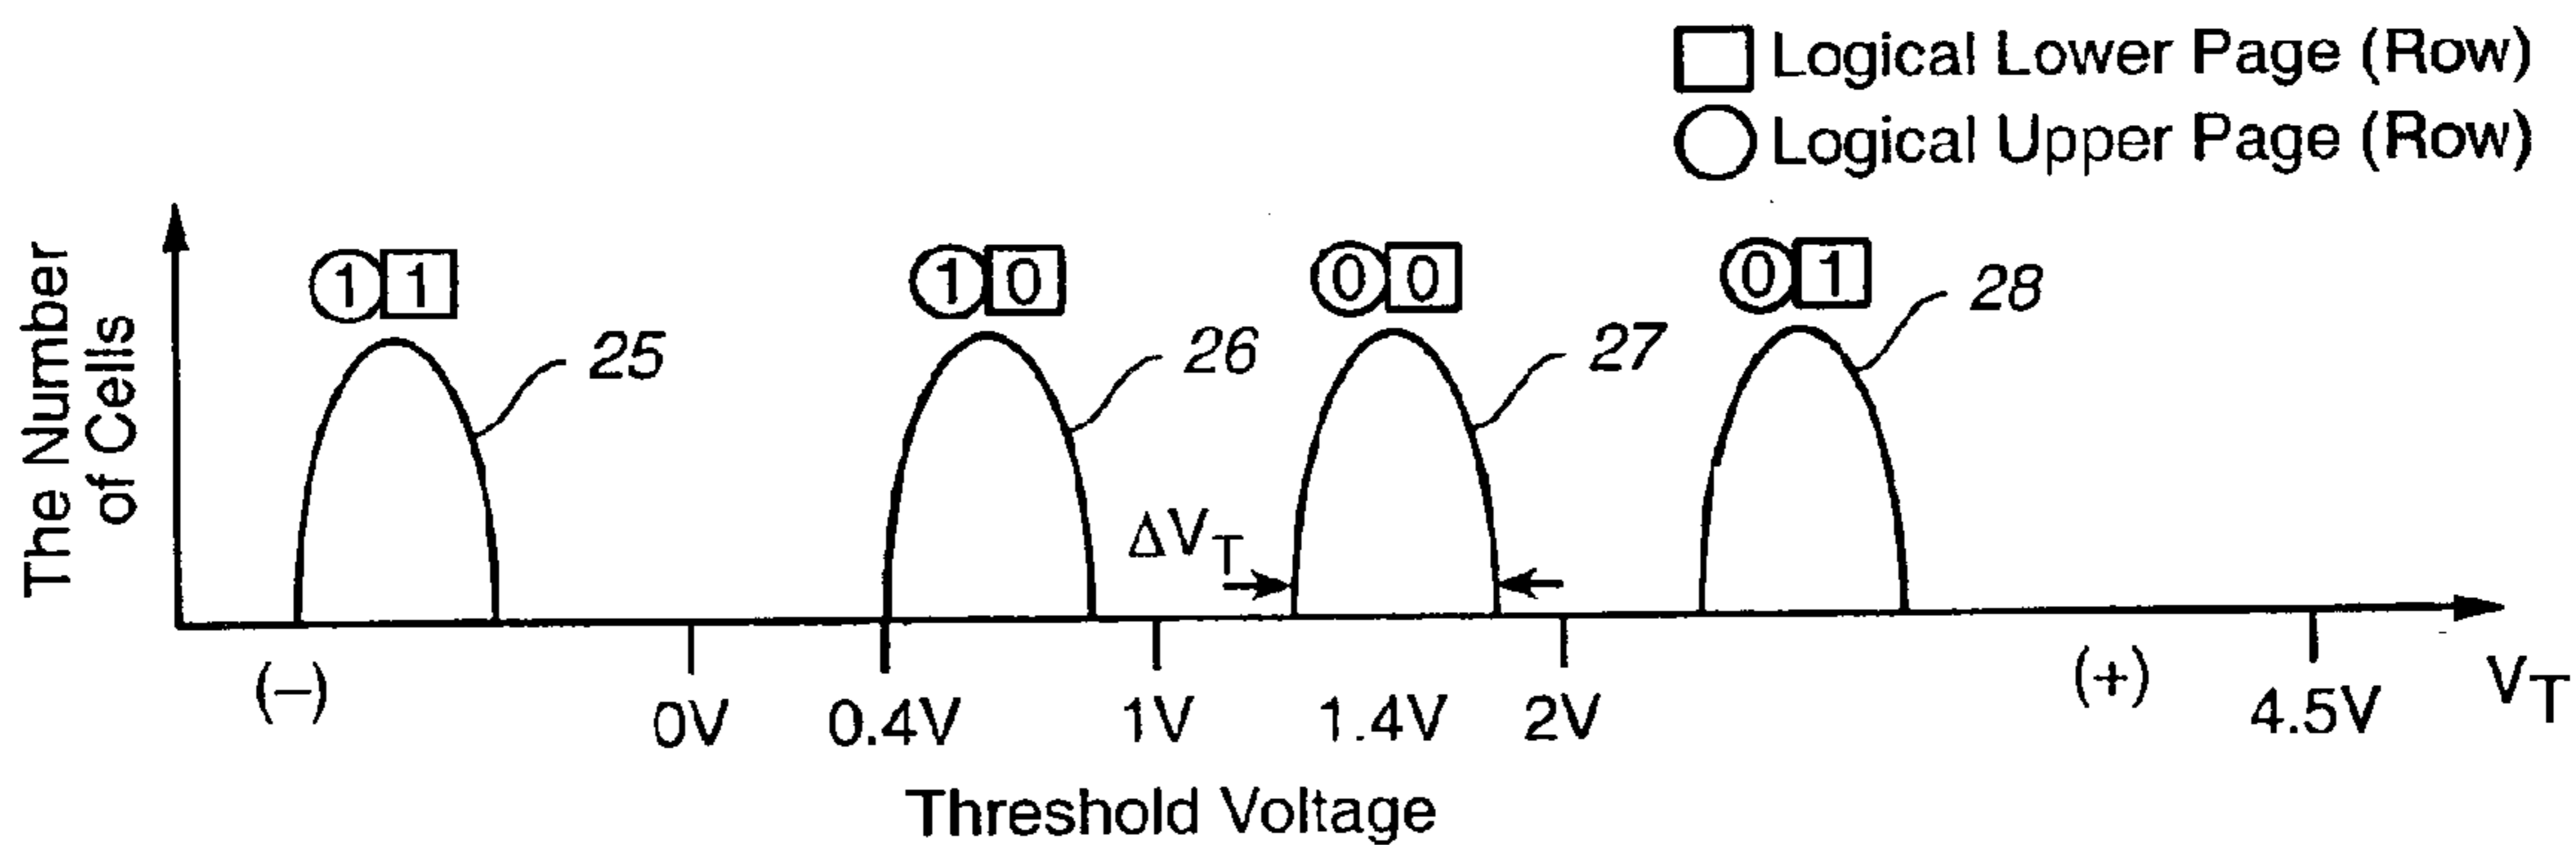 Logical Lower Page (Row)
Logical Upper Page (Row)
The Number
of Cells
1 1
1 0
0 0
0 1
25
26
27
28
ΔVT
(–)
0V
0.4V
1V
1.4V
2V
(+)
4.5V
VT
Threshold Voltage